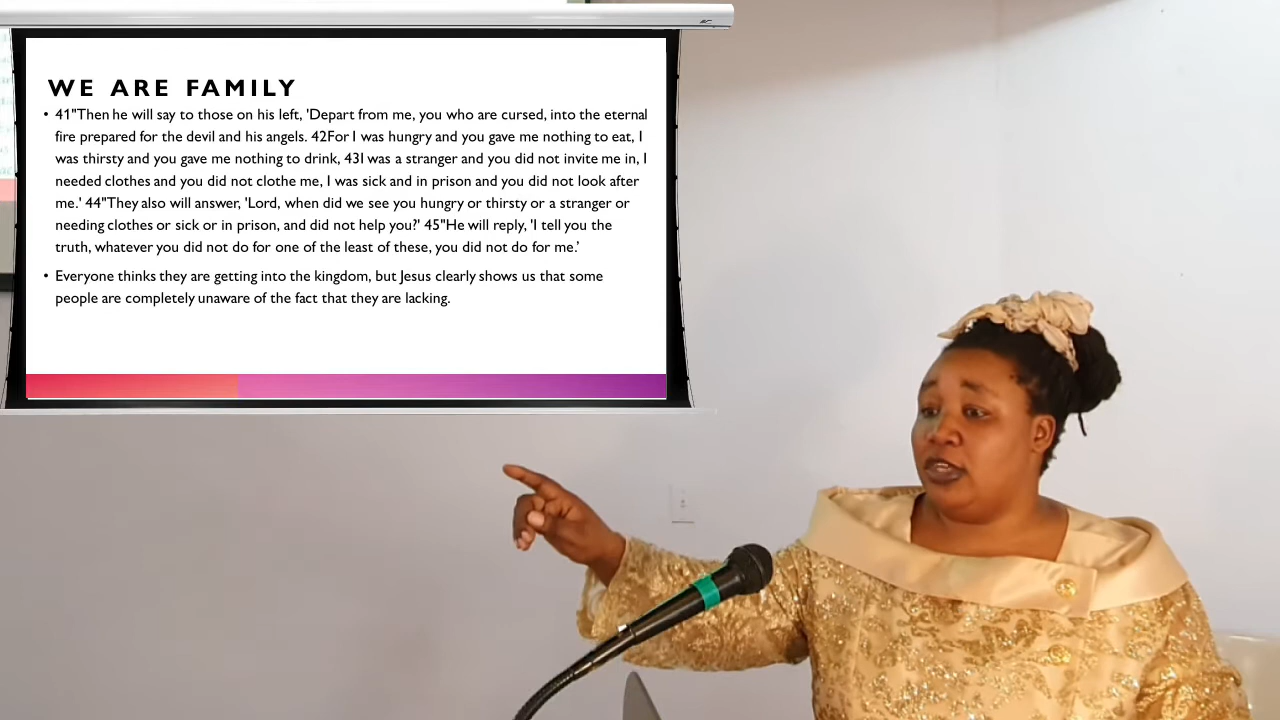 WE ARE FAMILY
• 41"Then he will say to those on his left, 'Depart from me, you who are cursed, into the eternal
fire prepared for the devil and his angels. 42For I was hungry and you gave me nothing to eat, I
was thirsty and you gave me nothing to drink, 43I was a stranger and you did not invite me in, I
needed clothes and you did not clothe me, I was sick and in prison and you did not look after
me.' 44"They also will answer, 'Lord, when did we see you hungry or thirsty or a stranger or
needing clothes or sick or in prison, and did not help you?' 45"He will reply, 'I tell you the
truth, whatever you did not do for one of the least of these, you did not do for me.’
• Everyone thinks they are getting into the kingdom, but Jesus clearly shows us that some
people are completely unaware of the fact that they are lacking.